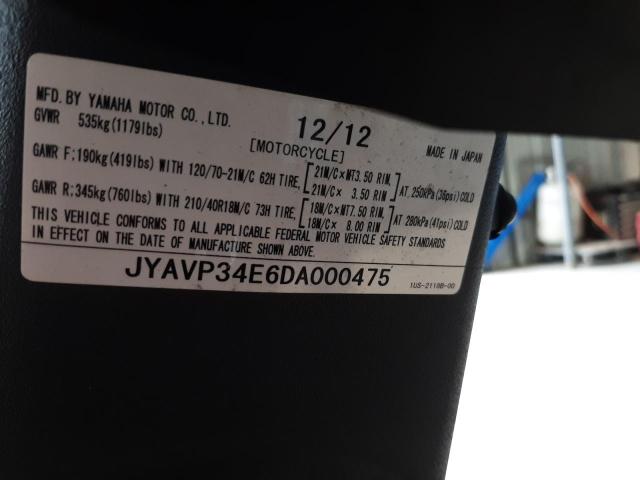 MFD. BY YAMAHA MOTOR CO., LTD.
GVWR 535kg(1179lbs)
12/12
[MOTORCYCLE]
MADE IN JAPAN
GAWR F;190kg(419lbs) WITH 120/70-21M/C 62H TIRE, [21M/C×MT3.50 RIM, 21M/C× 3.50 RIM] AT 250kPa(36psi)COLD
GAWR R;345kg(760lbs) WITH 210/40R18M/C 73H TIRE, [18M/C×MT7.50 RIM, 18M/C× 8.00 RIM] AT 280kPa(41psi)COLD
THIS VEHICLE CONFORMS TO ALL APPLICABLE FEDERAL MOTOR VEHICLE SAFETY STANDARDS
IN EFFECT ON THE DATE OF MANUFACTURE SHOWN ABOVE.
JYAVP34E6DA000475
1US-2118B-00